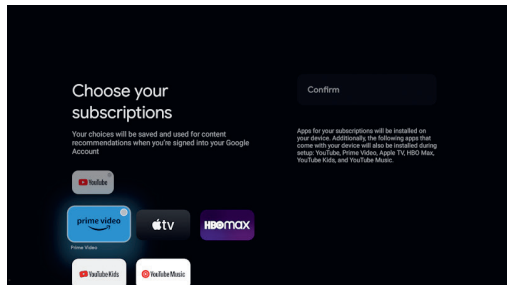 Choose your
subscriptions
Your choices will be saved and used for content
recommendations when you're signed into your Google
Account
YouTube
prime video
tv
HBOmax
Prime Video
YouTube Kids
YouTube Music
Confirm
Apps for your subscriptions will be installed on
your device. Additionally, the following apps that
come with your device will also be installed during
setup: YouTube, Prime Video, Apple TV, HBO Max,
YouTube Kids, and YouTube Music.